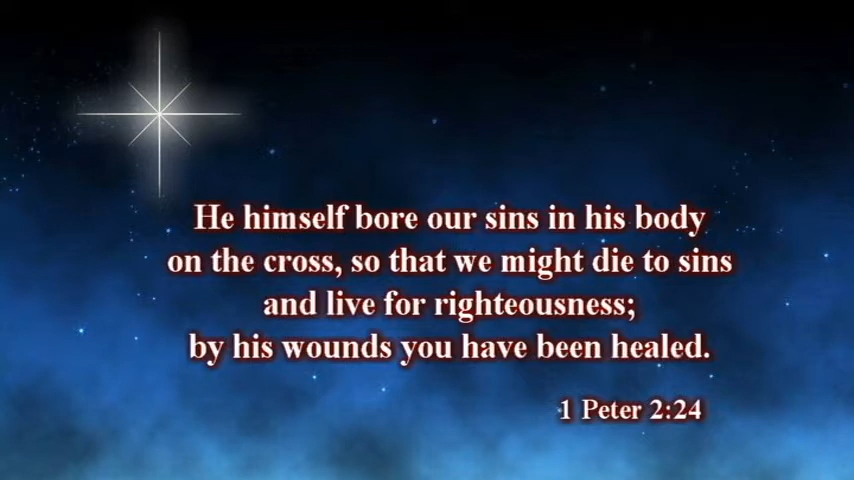 He himself bore our sins in his body
on the cross, so that we might die to sins
and live for righteousness;
by his wounds you have been healed.
1 Peter 2:24